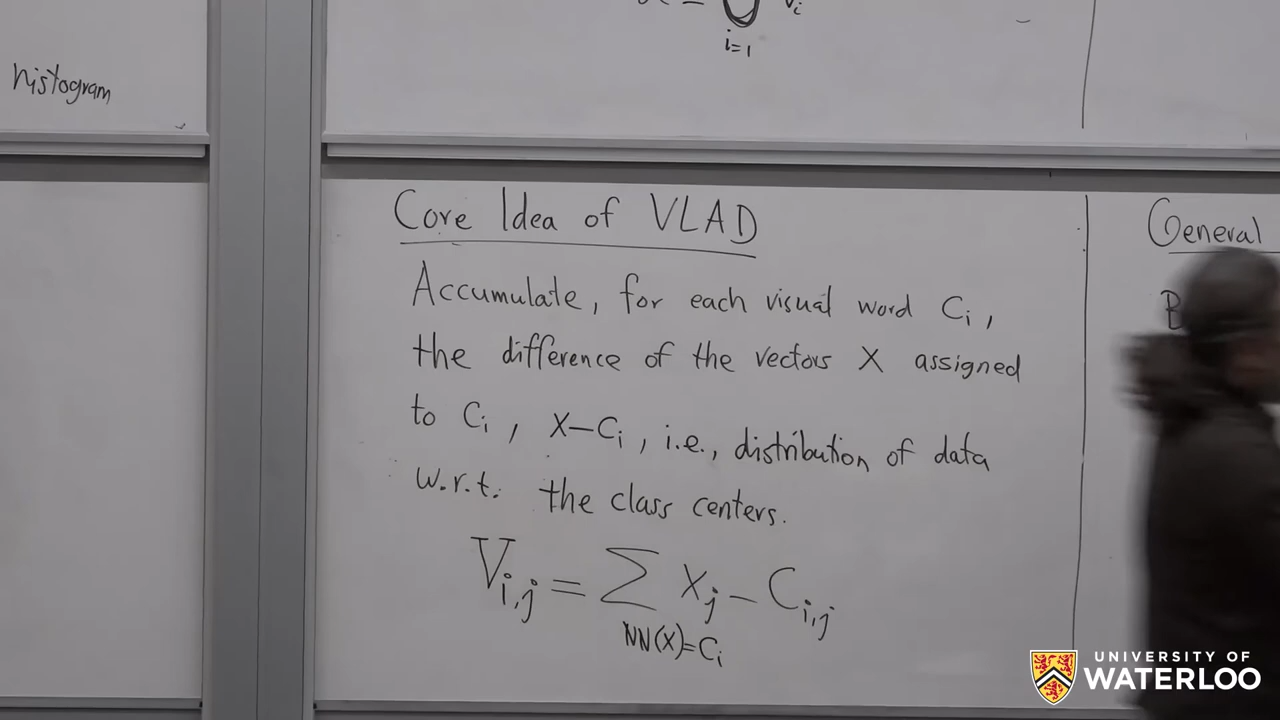 i=1
histogram
Core Idea of VLAD
Accumulate, for each visual word Ci,
the difference of the vectors X assigned
to Ci, X-Ci, i.e., distribution of data
w.r.t. the class centers.
Vi,j = ∑ Xj - Ci,j
NN(X)=Ci
General
UNIVERSITY OF
WATERLOO